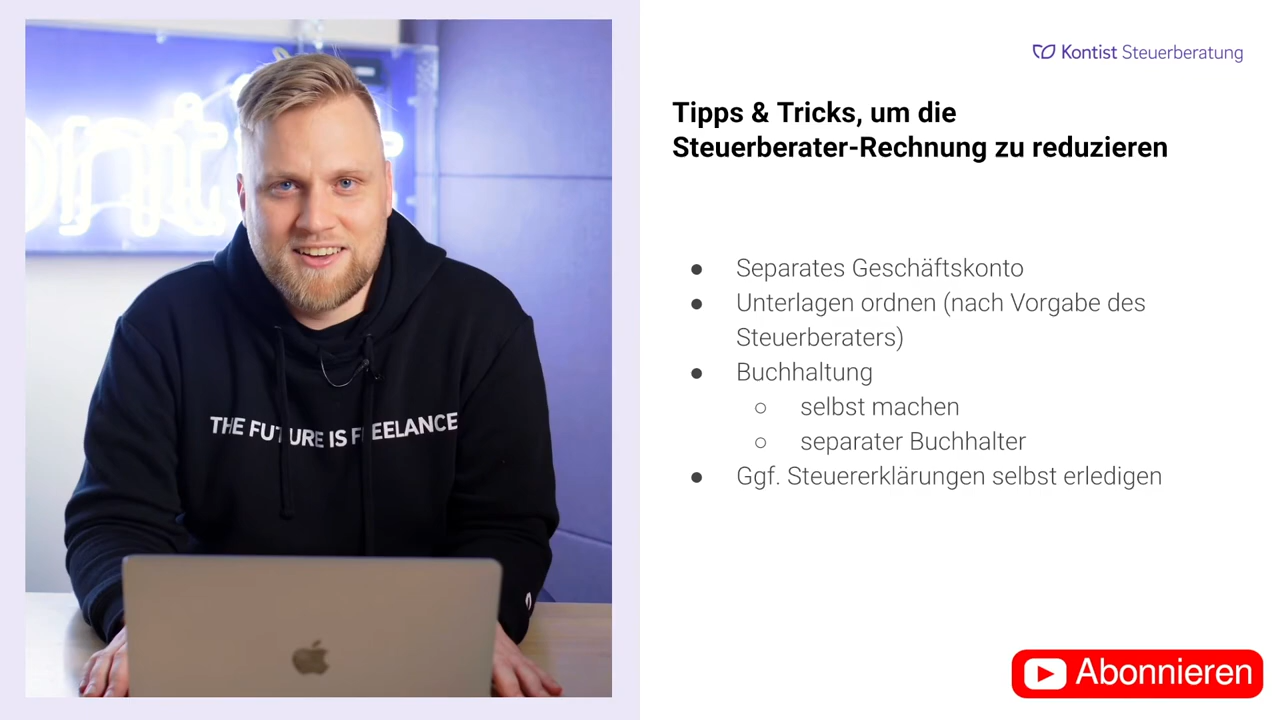 onti
Kontist Steuerberatung
Tipps & Tricks, um die
Steuerberater-Rechnung zu reduzieren
● Separates Geschäftskonto
● Unterlagen ordnen (nach Vorgabe des
Steuerberaters)
● Buchhaltung
○ selbst machen
○ separater Buchhalter
● Ggf. Steuererklärungen selbst erledigen
THE FUTURE IS FREELANCE
Abonnieren